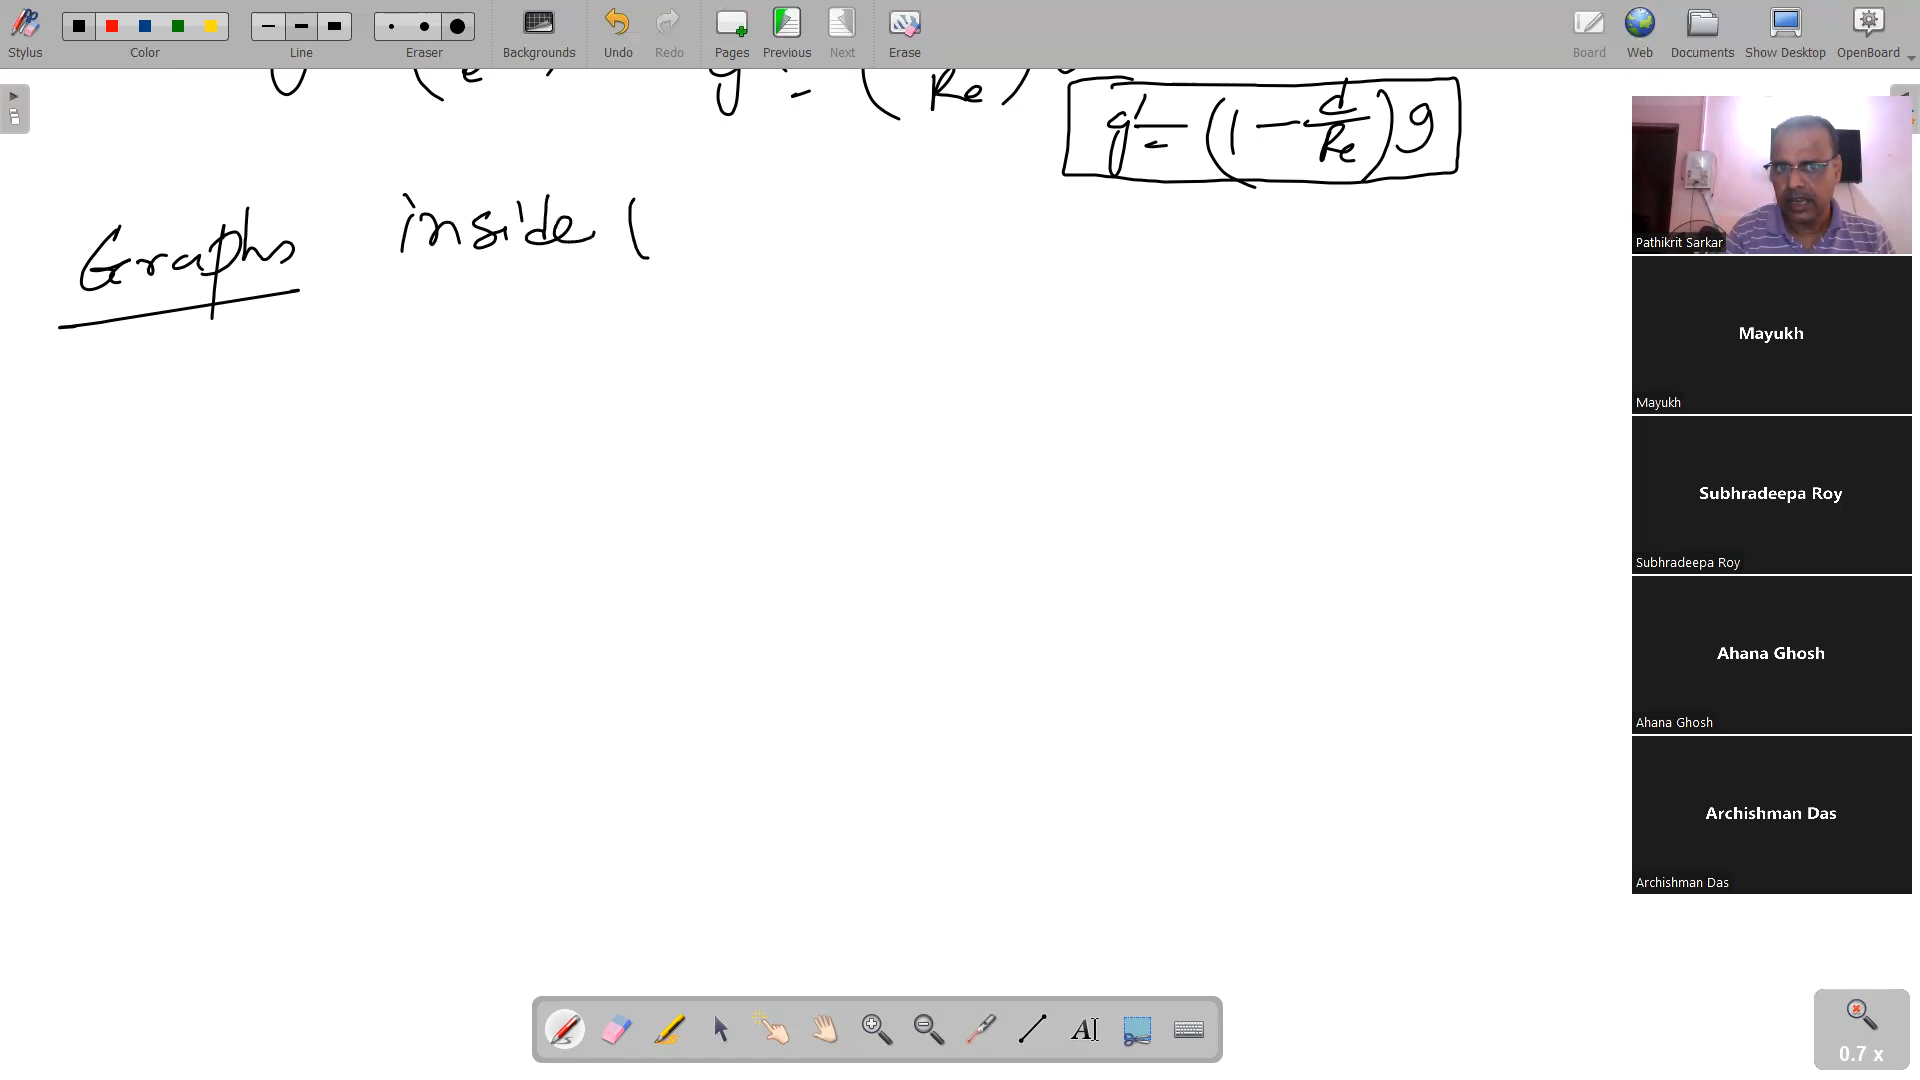 Stylus Color Line Eraser Backgrounds Undo Redo Pages Previous Next Erase Board Web Documents Show Desktop OpenBoard
g' = (1 - d/Re) g
Graphs inside (
Pathikrit Sarkar
Mayukh
Mayukh
Subhradeepa Roy
Subhradeepa Roy
Ahana Ghosh
Ahana Ghosh
Archishman Das
Archishman Das
0.7 x